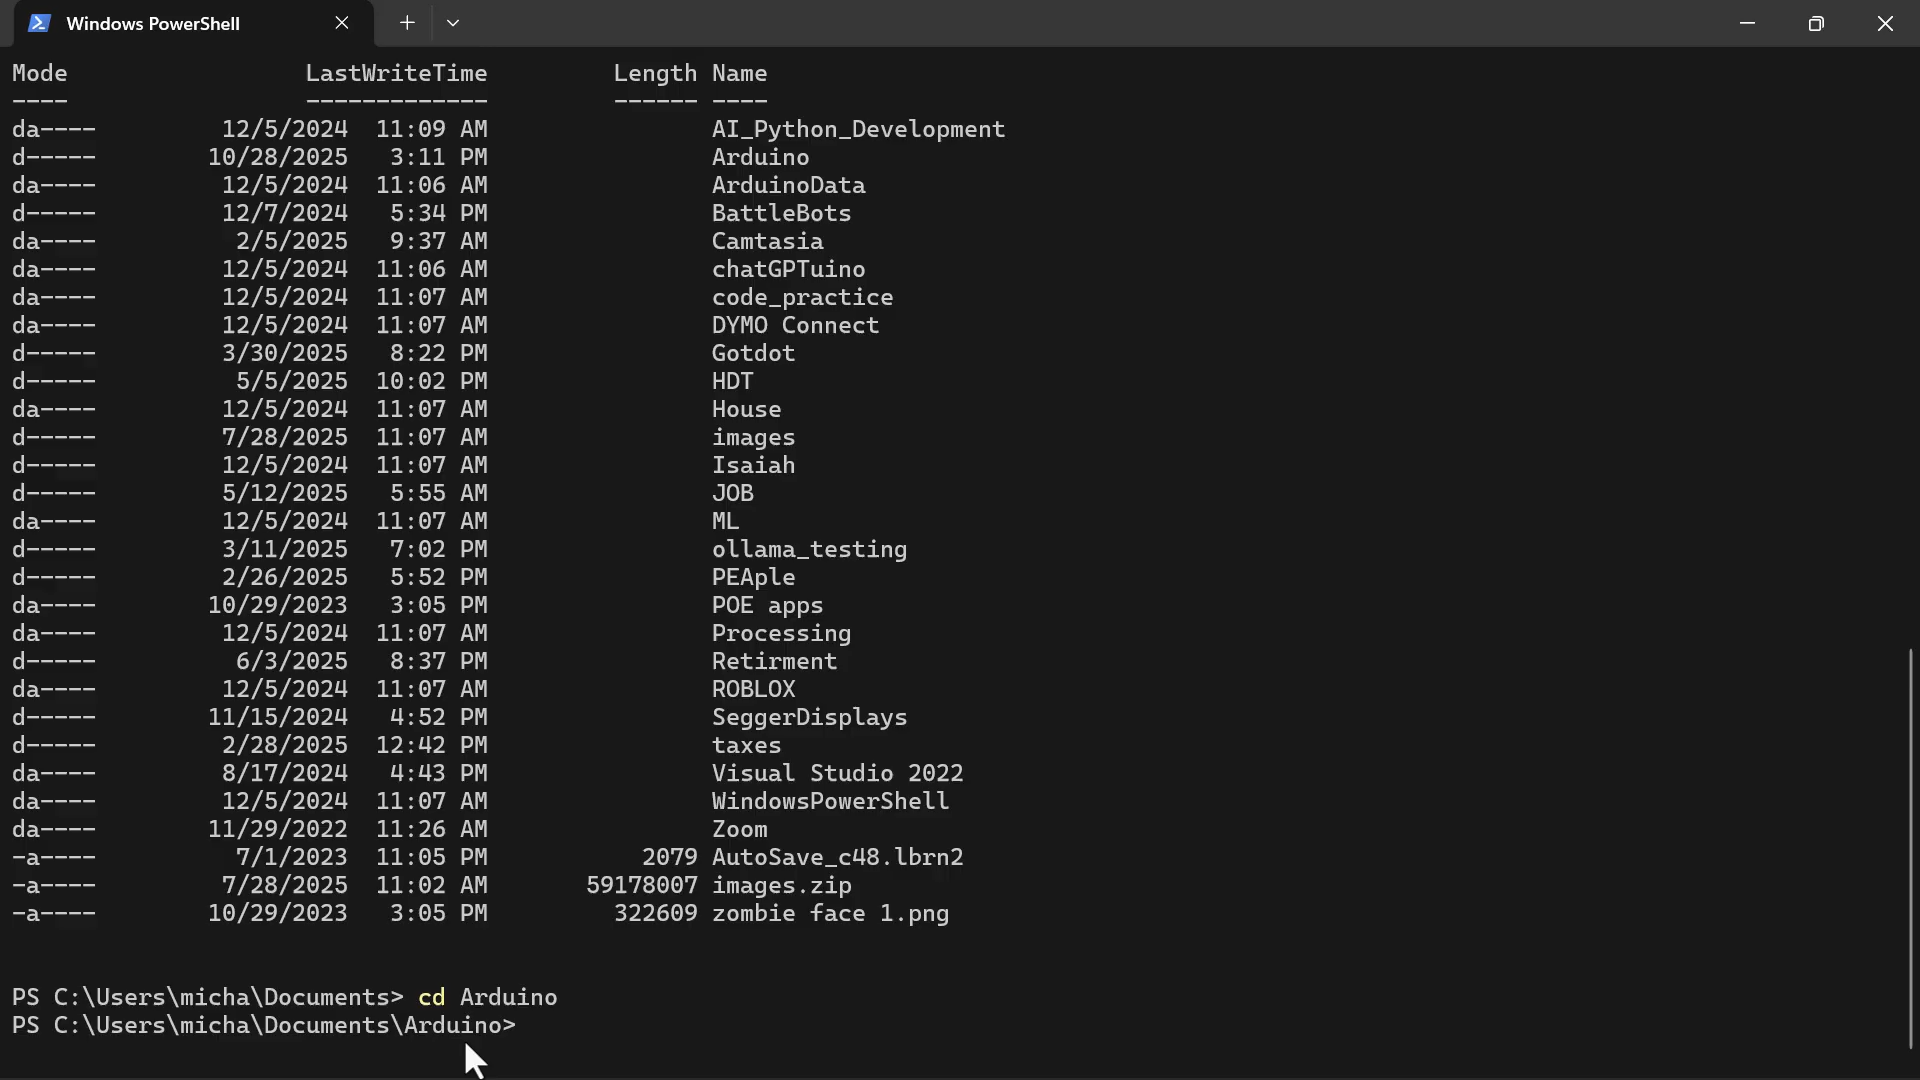 Windows PowerShell
Mode                 LastWriteTime         Length Name
----                 -------------         ------ ----
da----         12/5/2024  11:09 AM                AI_Python_Development
d-----        10/28/2025   3:11 PM                Arduino
da----         12/5/2024  11:06 AM                ArduinoData
d-----         12/7/2024   5:34 PM                BattleBots
da----          2/5/2025   9:37 AM                Camtasia
da----         12/5/2024  11:06 AM                chatGPTuino
da----         12/5/2024  11:07 AM                code_practice
da----         12/5/2024  11:07 AM                DYMO Connect
d-----         3/30/2025   8:22 PM                Gotdot
d-----          5/5/2025  10:02 PM                HDT
da----         12/5/2024  11:07 AM                House
d-----         7/28/2025  11:07 AM                images
d-----         12/5/2024  11:07 AM                Isaiah
d-----         5/12/2025   5:55 AM                JOB
da----         12/5/2024  11:07 AM                ML
d-----         3/11/2025   7:02 PM                ollama_testing
d-----         2/26/2025   5:52 PM                PEAple
da----        10/29/2023   3:05 PM                POE apps
da----         12/5/2024  11:07 AM                Processing
d-----          6/3/2025   8:37 PM                Retirment
da----         12/5/2024  11:07 AM                ROBLOX
d-----        11/15/2024   4:52 PM                SeggerDisplays
d-----         2/28/2025  12:42 PM                taxes
da----         8/17/2024   4:43 PM                Visual Studio 2022
da----         12/5/2024  11:07 AM                WindowsPowerShell
da----        11/29/2022  11:26 AM                Zoom
-a----          7/1/2023  11:05 PM           2079 AutoSave_c48.lbrn2
-a----         7/28/2025  11:02 AM       59178007 images.zip
-a----        10/29/2023   3:05 PM         322609 zombie face 1.png
PS C:\Users\micha\Documents> cd Arduino
PS C:\Users\micha\Documents\Arduino>